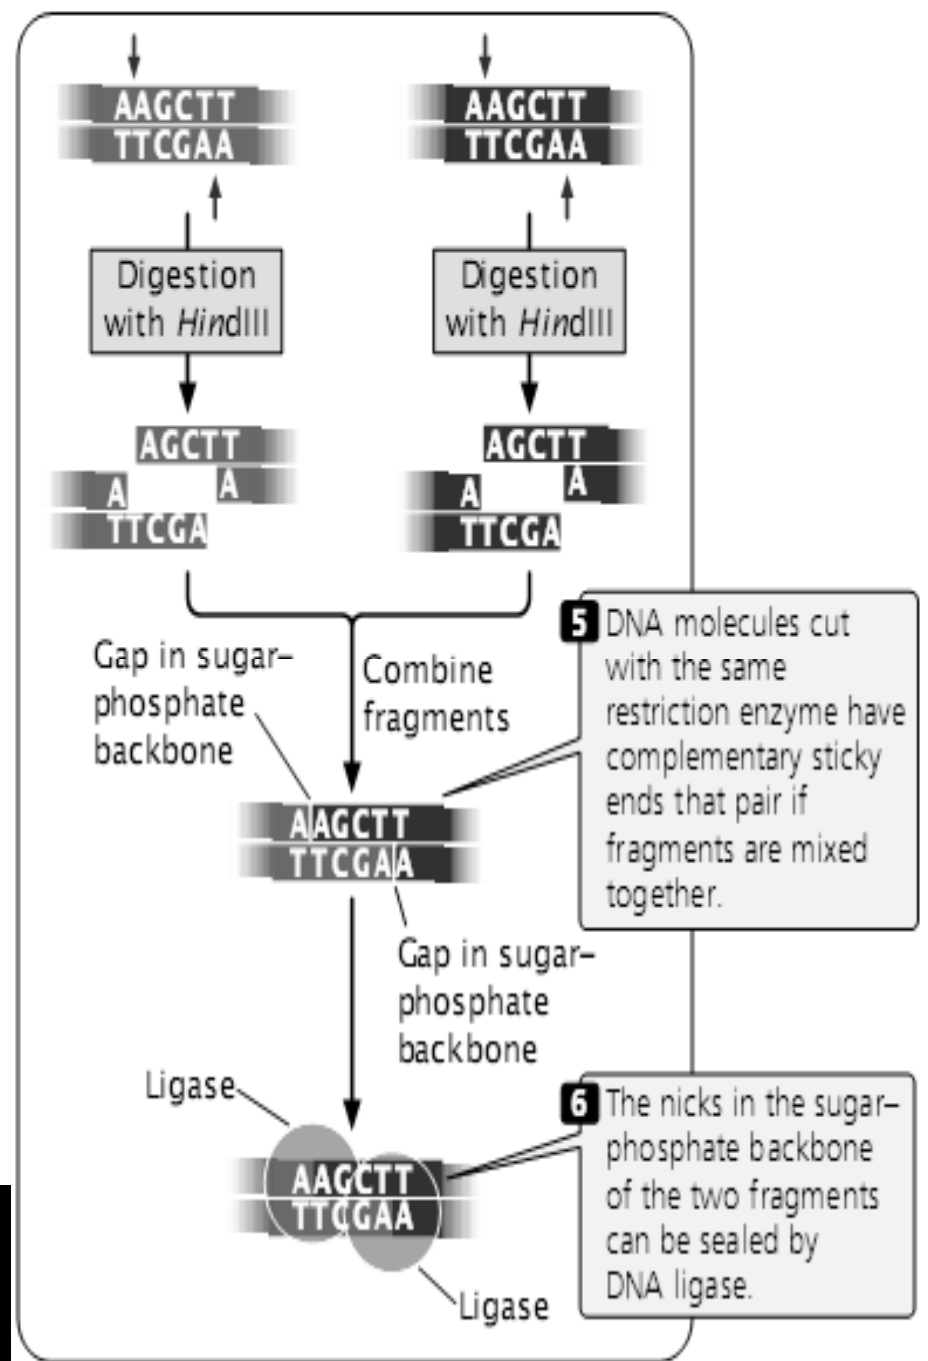 AAGCTT
TTCGAA
AAGCTT
TTCGAA
Digestion
with HindIII
Digestion
with HindIII
AGCTT
A
A
TTCGA
AGCTT
A
A
TTCGA
Gap in sugar–
phosphate
backbone
Combine
fragments
5 DNA molecules cut
with the same
restriction enzyme have
complementary sticky
ends that pair if
fragments are mixed
together.
AAGCTT
TTCGAA
Gap in sugar–
phosphate
backbone
Ligase
6 The nicks in the sugar–
phosphate backbone
of the two fragments
can be sealed by
DNA ligase.
AAGCTT
TTCGAA
Ligase